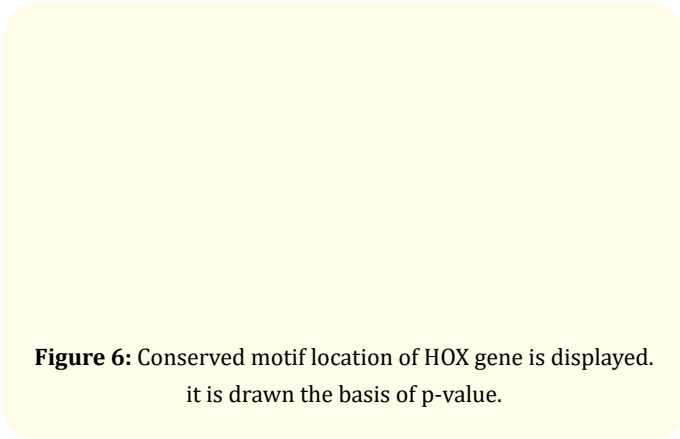 Figure 6: Conserved motif location of HOX gene is displayed.
it is drawn the basis of p-value.